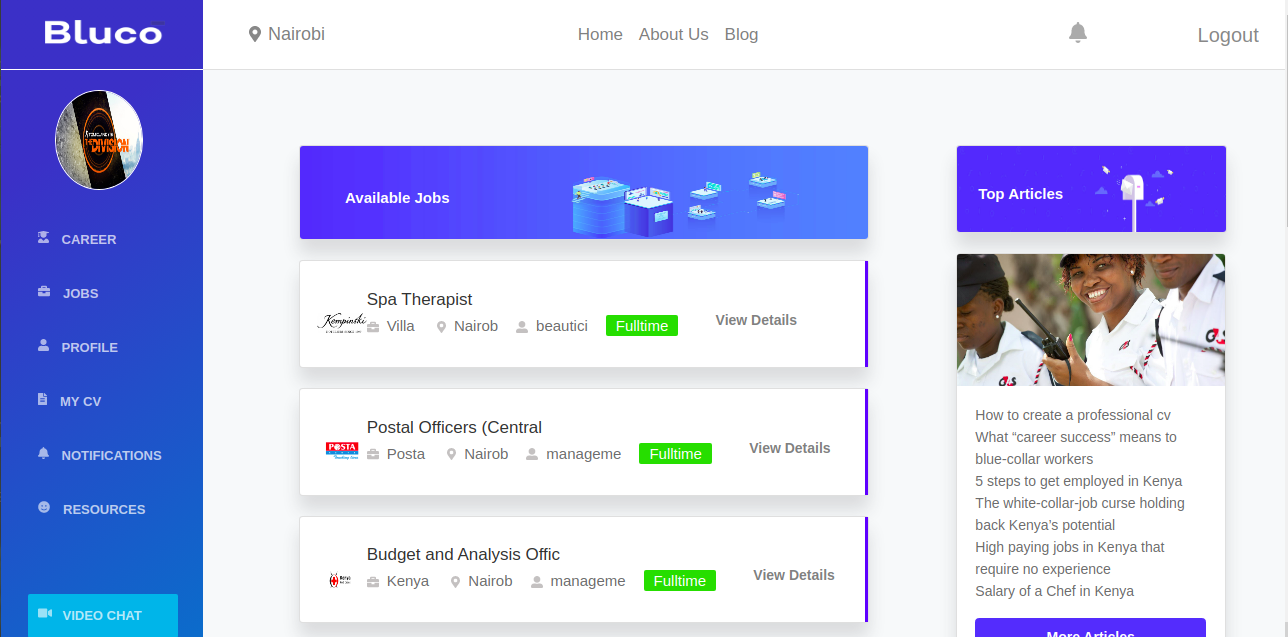 Bluco
Nairobi
Home About Us Blog
Logout
THE DIVISION
CAREER
JOBS
PROFILE
MY CV
NOTIFICATIONS
RESOURCES
VIDEO CHAT
Available Jobs
Spa Therapist
Kempinski
Villa Nairob beautici Fulltime View Details
Postal Officers (Central
POSTA
Posta Nairob manageme Fulltime View Details
Budget and Analysis Offic
Kenya
Kenya Nairob manageme Fulltime View Details
Top Articles
G4S
How to create a professional cv
What “career success” means to
blue-collar workers
5 steps to get employed in Kenya
The white-collar-job curse holding
back Kenya’s potential
High paying jobs in Kenya that
require no experience
Salary of a Chef in Kenya
More Articles